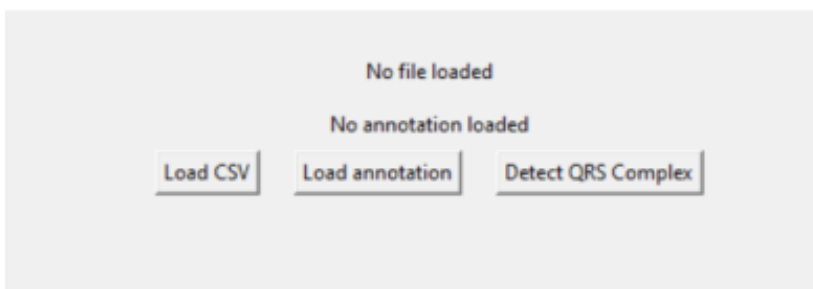 No file loaded
No annotation loaded
Load CSV Load annotation Detect QRS Complex